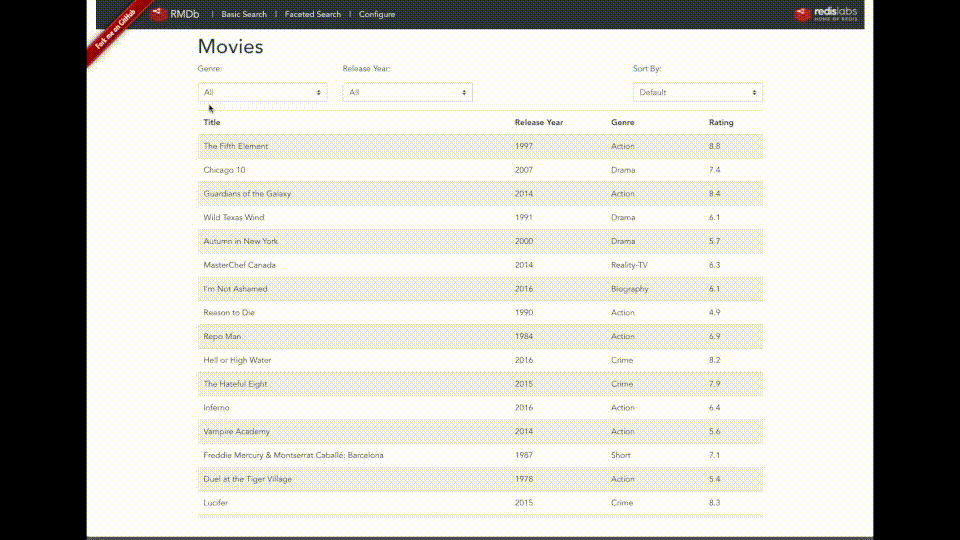 Fork me on GitHub
RMDb | Basic Search | Faceted Search | Configure
redislabs
HOME OF REDIS
Movies
Genre: Release Year: Sort By:
All All Default
Title Release Year Genre Rating
The Fifth Element 1997 Action 8.8
Chicago 10 2007 Drama 7.4
Guardians of the Galaxy 2014 Action 8.4
Wild Texas Wind 1991 Drama 6.1
Autumn in New York 2000 Drama 5.7
MasterChef Canada 2014 Reality-TV 6.3
I'm Not Ashamed 2016 Biography 6.1
Reason to Die 1990 Action 4.9
Repo Man 1984 Action 6.9
Hell or High Water 2016 Crime 8.2
The Hateful Eight 2015 Crime 7.9
Inferno 2016 Action 6.4
Vampire Academy 2014 Action 5.6
Freddie Mercury & Montserrat Caballé: Barcelona 1987 Short 7.1
Duel at the Tiger Village 1978 Action 5.4
Lucifer 2015 Crime 8.3